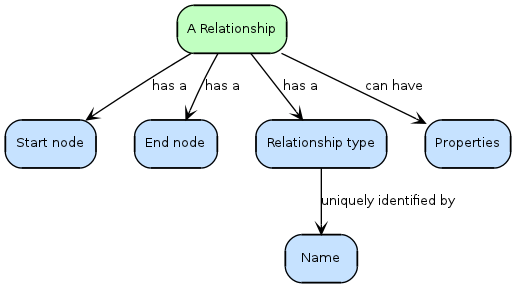 A Relationship
has a
has a
has a
can have
Start node
End node
Relationship type
Properties
uniquely identified by
Name